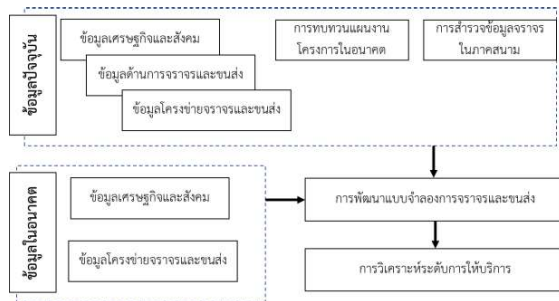 ข้อมูลปัจจุบัน
ข้อมูลเศรษฐกิจและสังคม
ข้อมูลด้านการจราจรและขนส่ง
ข้อมูลโครงข่ายจราจรและขนส่ง
การทบทวนแผนงาน
โครงการในอนาคต
การสำรวจข้อมูลจราจร
ในภาคสนาม
ข้อมูลในอนาคต
ข้อมูลเศรษฐกิจและสังคม
ข้อมูลโครงข่ายจราจรและขนส่ง
การพัฒนาแบบจำลองการจราจรและขนส่ง
การวิเคราะห์ระดับการให้บริการ